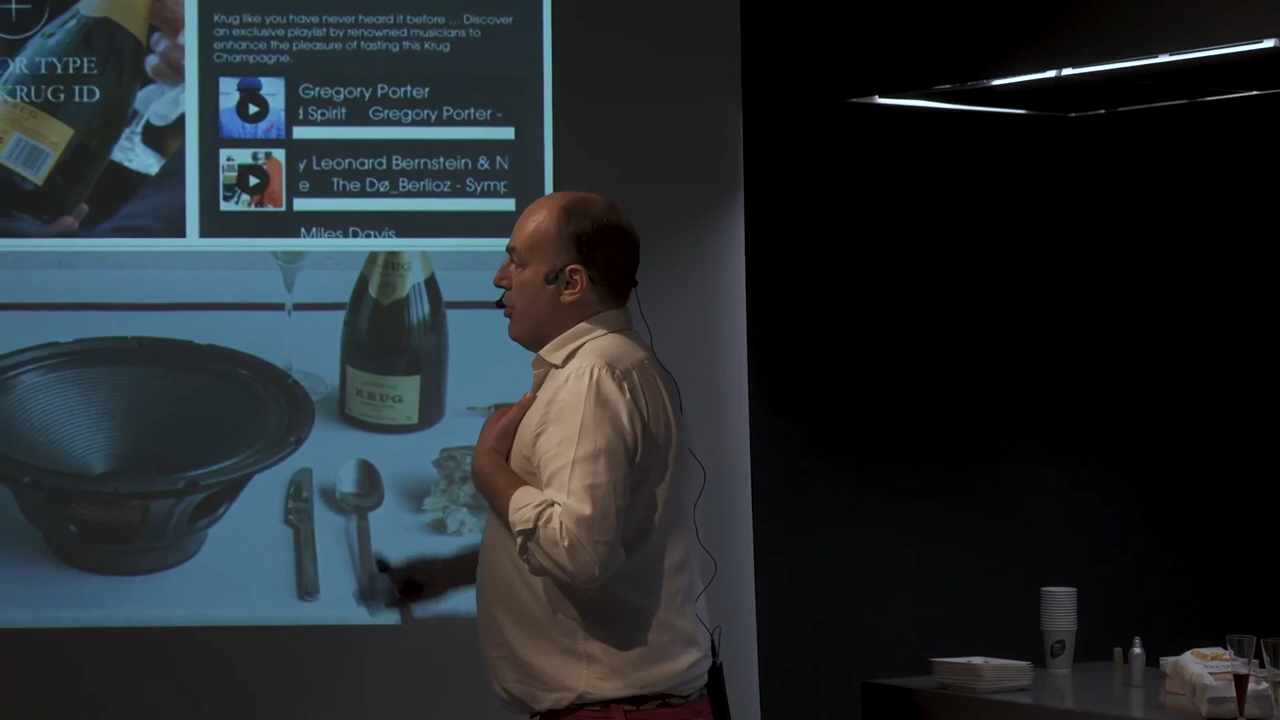 OR TYPE
KRUG ID
Krug like you have never heard it before ... Discover
an exclusive playlist by renowned musicians to
enhance the pleasure of tasting this Krug
Champagne.
Gregory Porter
d Spirit Gregory Porter -
y Leonard Bernstein & N
e The Dø_Berlioz - Symp
Miles Davis
KRUG
KRUG